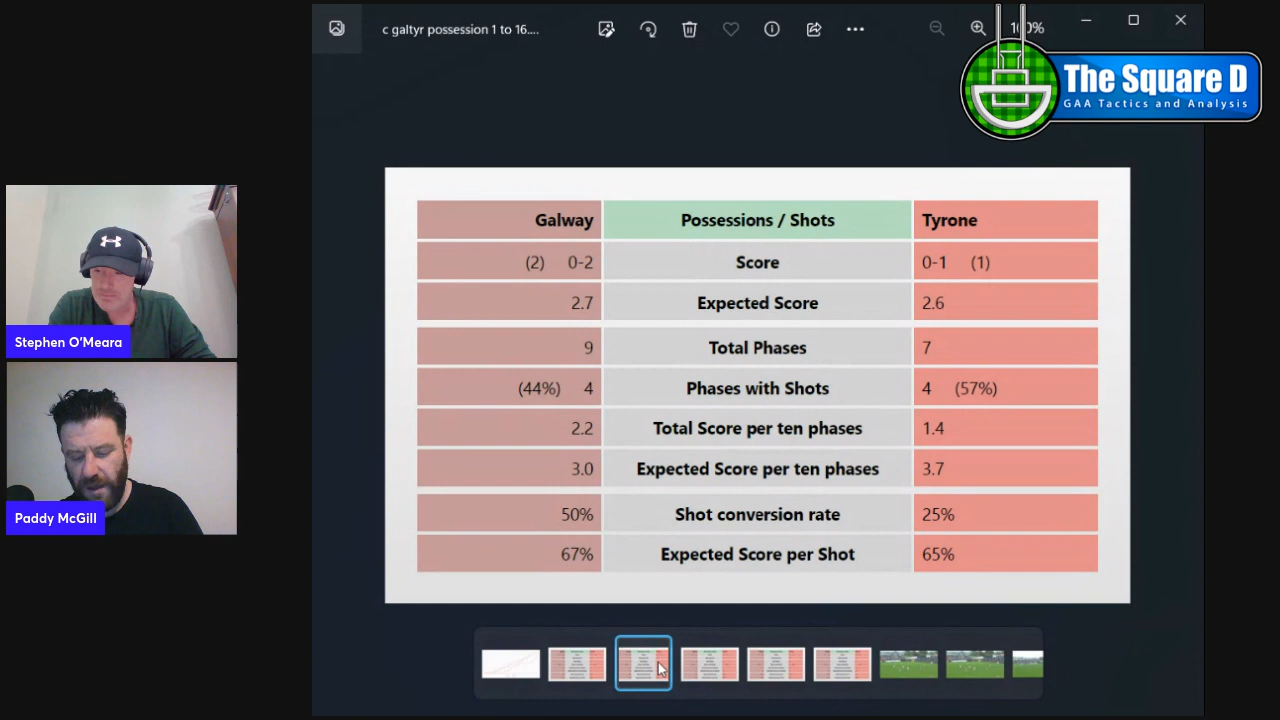 c galtyr possession 1 to 16....
The Square D
GAA Tactics and Analysis
Galway Possessions / Shots Tyrone
(2) 0-2 Score 0-1 (1)
2.7 Expected Score 2.6
9 Total Phases 7
(44%) 4 Phases with Shots 4 (57%)
2.2 Total Score per ten phases 1.4
3.0 Expected Score per ten phases 3.7
50% Shot conversion rate 25%
67% Expected Score per Shot 65%
Stephen O'Meara
Paddy McGill